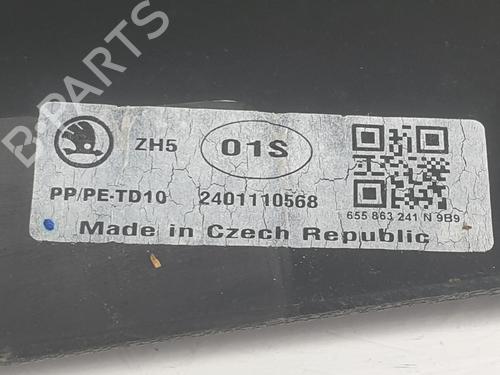 B-PARTS
ZH5
01S
PP/PE-TD10 2401110568
655 863 241 N 9B9
Made in Czech Republic